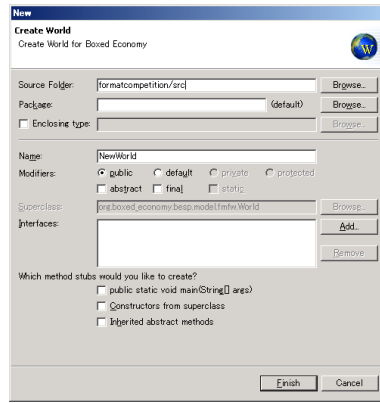 New
Create World
Create World for Boxed Economy
W
Source Folder: formatcompetition/src Browse...
Package: (default) Browse...
Enclosing type: Browse...
Name: NewWorld
Modifiers: public default private protected
abstract final static
Superclass: org.boxed_economy.besp.model.fmfw.World Browse...
Interfaces: Add...
Remove
Which method stubs would you like to create?
public static void main(String[] args)
Constructors from superclass
Inherited abstract methods
Finish Cancel